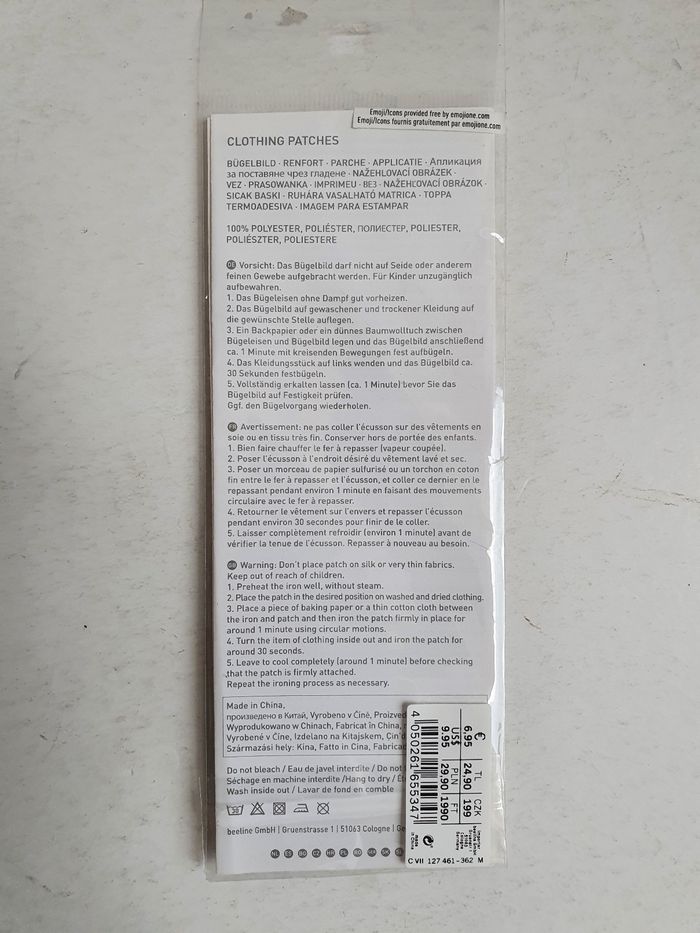 Emoji/Icons provided free by emojione.com
Emoji/Icons fournis gratuitement par emojione.com
CLOTHING PATCHES
BÜGELBILD · RENFORT · PARCHE · APPLICATIE · Апликация
за поставяне чрез гладене · NAŽEHLOVACÍ OBRÁZEK ·
VEZ · PRASOWANKA · IMPRIMEU · ВЕЗ · NAŽEHĽOVACÍ OBRÁZOK ·
SICAK BASKI · RUHÁRA VASALHATÓ MATRICA · TOPPA
TERMOADESIVA · IMAGEM PARA ESTAMPAR
100% POLYESTER, POLIÉSTER, ПОЛИЕСТЕР, POLIESTER,
POLIÉSZTER, POLIESTERE
DE Vorsicht: Das Bügelbild darf nicht auf Seide oder anderem
feinen Gewebe aufgebracht werden. Für Kinder unzugänglich
aufbewahren.
1. Das Bügeleisen ohne Dampf gut vorheizen.
2. Das Bügelbild auf gewaschener und trockener Kleidung auf
die gewünschte Stelle auflegen.
3. Ein Backpapier oder ein dünnes Baumwolltuch zwischen
Bügeleisen und Bügelbild legen und das Bügelbild anschließend
ca. 1 Minute mit kreisenden Bewegungen fest aufbügeln.
4. Das Kleidungsstück auf links wenden und das Bügelbild ca.
30 Sekunden festbügeln.
5. Vollständig erkalten lassen (ca. 1 Minute) bevor Sie das
Bügelbild auf Festigkeit prüfen.
Ggf. den Bügelvorgang wiederholen.
FR Avertissement: ne pas coller l'écusson sur des vêtements en
soie ou en tissu très fin. Conserver hors de portée des enfants.
1. Bien faire chauffer le fer à repasser (vapeur coupée).
2. Poser l'écusson à l'endroit désiré du vêtement lavé et sec.
3. Poser un morceau de papier sulfurisé ou un torchon en coton
fin entre le fer à repasser et l'écusson, et coller ce dernier en le
repassant pendant environ 1 minute en faisant des mouvements
circulaire avec le fer à repasser.
4. Retourner le vêtement sur l'envers et repasser l'écusson
pendant environ 30 secondes pour finir de le coller.
5. Laisser complètement refroidir (environ 1 minute) avant de
vérifier la tenue de l'écusson. Repasser à nouveau au besoin.
GB Warning: Don't place patch on silk or very thin fabrics.
Keep out of reach of children.
1. Preheat the iron well, without steam.
2. Place the patch in the desired position on washed and dried clothing.
3. Place a piece of baking paper or a thin cotton cloth between
the iron and patch and then iron the patch firmly in place for
around 1 minute using circular motions.
4. Turn the item of clothing inside out and iron the patch for
around 30 seconds.
5. Leave to cool completely (around 1 minute) before checking
that the patch is firmly attached.
Repeat the ironing process as necessary.
Made in China,
произведено в Китай, Vyrobeno v Číně, Proizved
Wyprodukowano w Chinach, Fabricat în China,
Vyrobené v Číne, Izdelano na Kitajskem, Çin'd
Származási hely: Kina, Fatto in Cina, Fabricad
Do not bleach / Eau de javel interdite / Do not
Séchage en machine interdite /Hang to dry / Ét
Wash inside out / Lavar de fond en comble
beeline GmbH | Gruenstrasse 1 | 51063 Cologne | Ge
€ TL CZK
6.95 24,90 199
US$ PLN FT
9.95 29,90 1990
4 050261 655347
made in China
C VII 127 461-362 M